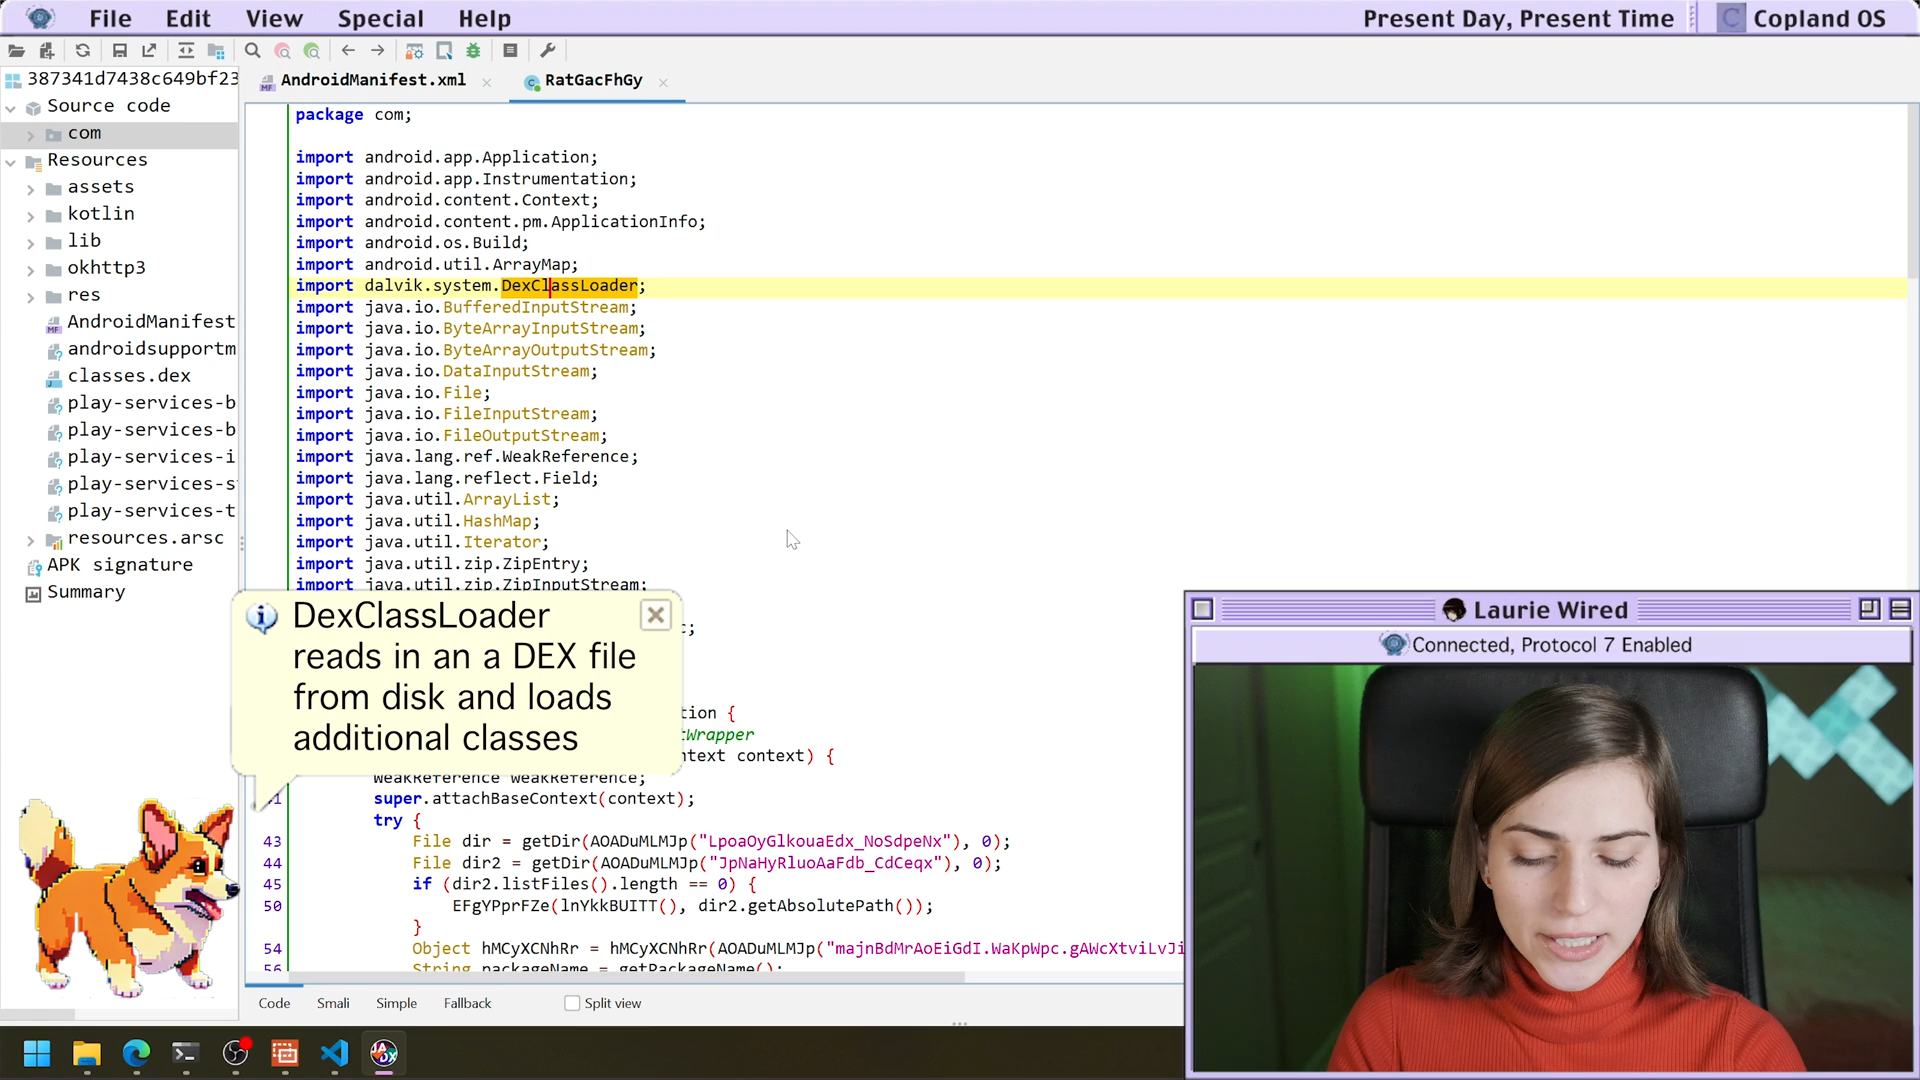 File Edit View Special Help
Present Day, Present Time
Copland OS
387341d7438c649bf23
Source code
com
Resources
assets
kotlin
lib
okhttp3
res
AndroidManifest
androidsupportm
classes.dex
play-services-b
play-services-b
play-services-i
play-services-s
play-services-t
resources.arsc
APK signature
Summary
AndroidManifest.xml
RatGacFhGy
package com;
import android.app.Application;
import android.app.Instrumentation;
import android.content.Context;
import android.content.pm.ApplicationInfo;
import android.os.Build;
import android.util.ArrayMap;
import dalvik.system.DexClassLoader;
import java.io.BufferedInputStream;
import java.io.ByteArrayInputStream;
import java.io.ByteArrayOutputStream;
import java.io.DataInputStream;
import java.io.File;
import java.io.FileInputStream;
import java.io.FileOutputStream;
import java.lang.ref.WeakReference;
import java.lang.reflect.Field;
import java.util.ArrayList;
import java.util.HashMap;
import java.util.Iterator;
import java.util.zip.ZipEntry;
import java.util.zip.ZipInputStream;
c;
tion {
tWrapper
ntext context) {
WeakReference weakReference;
41 super.attachBaseContext(context);
try {
43 File dir = getDir(AOADuMLMJp("LpoaOyGlkouaEdx_NoSdpeNx"), 0);
44 File dir2 = getDir(AOADuMLMJp("JpNaHyRluoAaFdb_CdCeqx"), 0);
45 if (dir2.listFiles().length == 0) {
50 EFgYPprFZe(lnYkkBUITT(), dir2.getAbsolutePath());
}
54 Object hMCyXCNhRr = hMCyXCNhRr(AOADuMLMJp("majnBdMrAoEiGdI.WaKpWpc.gAWcXtviLvJi
56 String packageName = getPackageName();
DexClassLoader
reads in an a DEX file
from disk and loads
additional classes
Code Smali Simple Fallback Split view
Laurie Wired
Connected, Protocol 7 Enabled